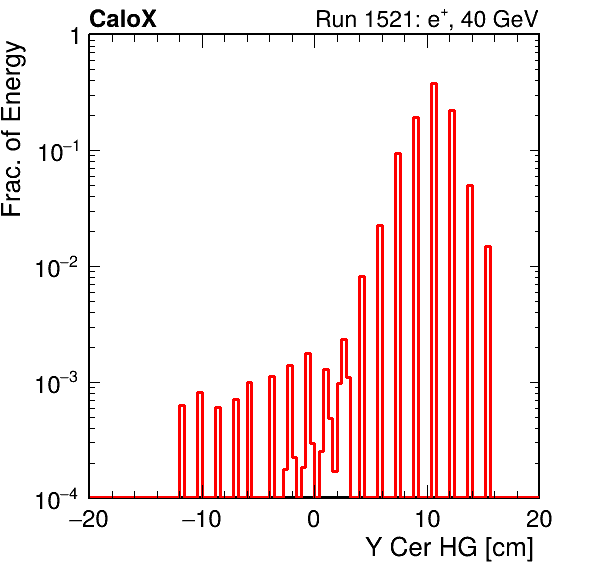 CaloX Run 1521: e⁺, 40 GeV
Frac. of Energy
1
10⁻¹
10⁻²
10⁻³
10⁻⁴
−20 −10 0 10 20
Y Cer HG [cm]